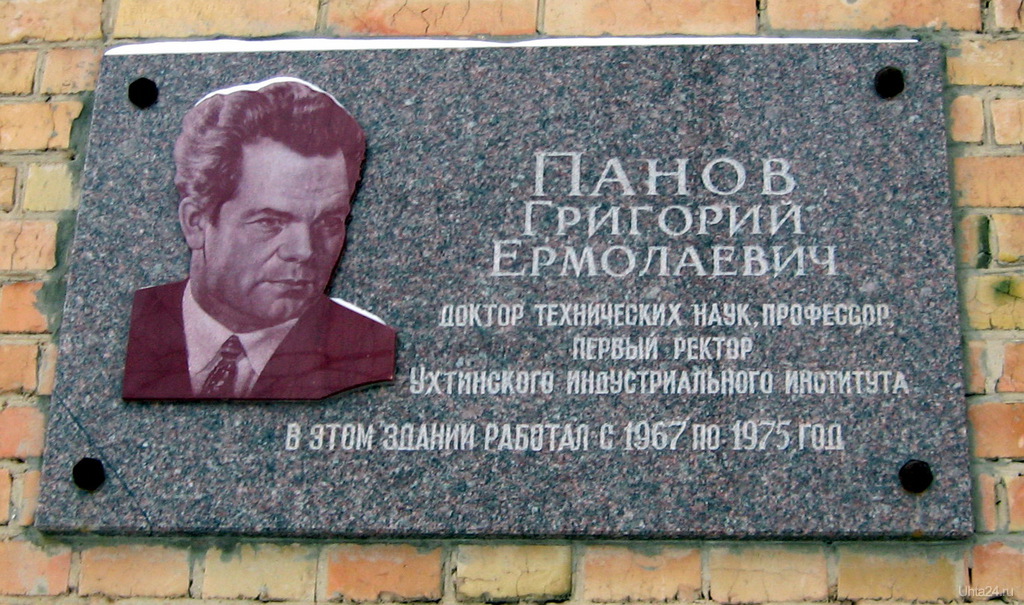 ПАНОВ
ГРИГОРИЙ
ЕРМОЛАЕВИЧ
ДОКТОР ТЕХНИЧЕСКИХ НАУК, ПРОФЕССОР,
ПЕРВЫЙ РЕКТОР
УХТИНСКОГО ИНДУСТРИАЛЬНОГО ИНСТИТУТА
В ЭТОМ ЗДАНИИ РАБОТАЛ С 1967 ПО 1975 ГОД
Uhta24.ru